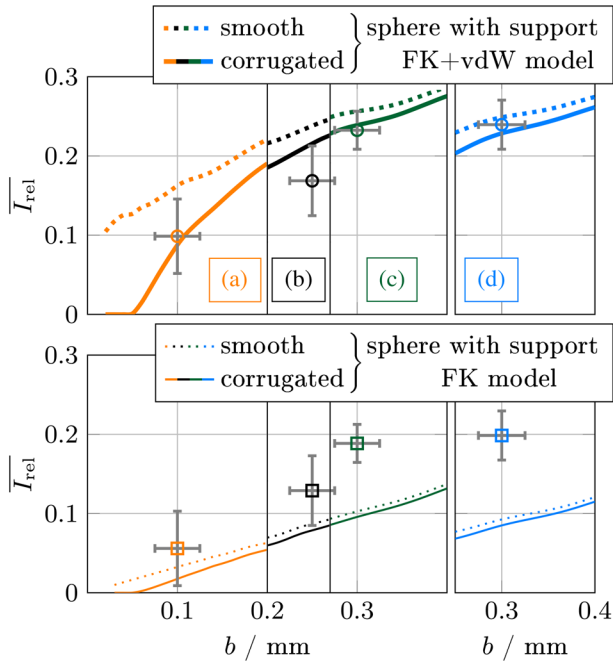 smooth
sphere with support
corrugated
FK+vdW model
0.3
0.2
0.1
0
I_rel
(a)
(b)
(c)
(d)
smooth
sphere with support
corrugated
FK model
0.3
0.2
0.1
0
I_rel
0.1
0.2
0.3
0.3
0.4
b / mm
b / mm